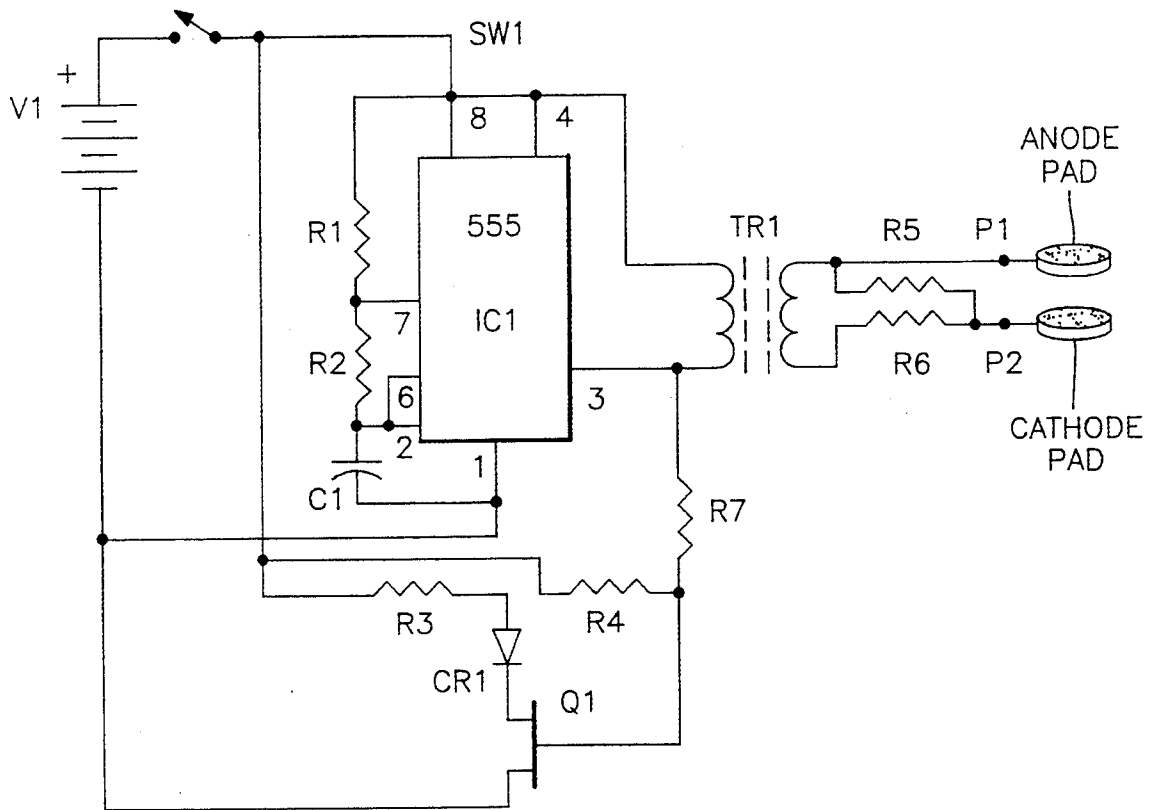 SW1
+
V1
8
4
ANODE
PAD
555
R1
TR1
R5
P1
7
IC1
R2
6
3
R6
P2
2
1
CATHODE
PAD
C1
R7
R3
R4
CR1
Q1